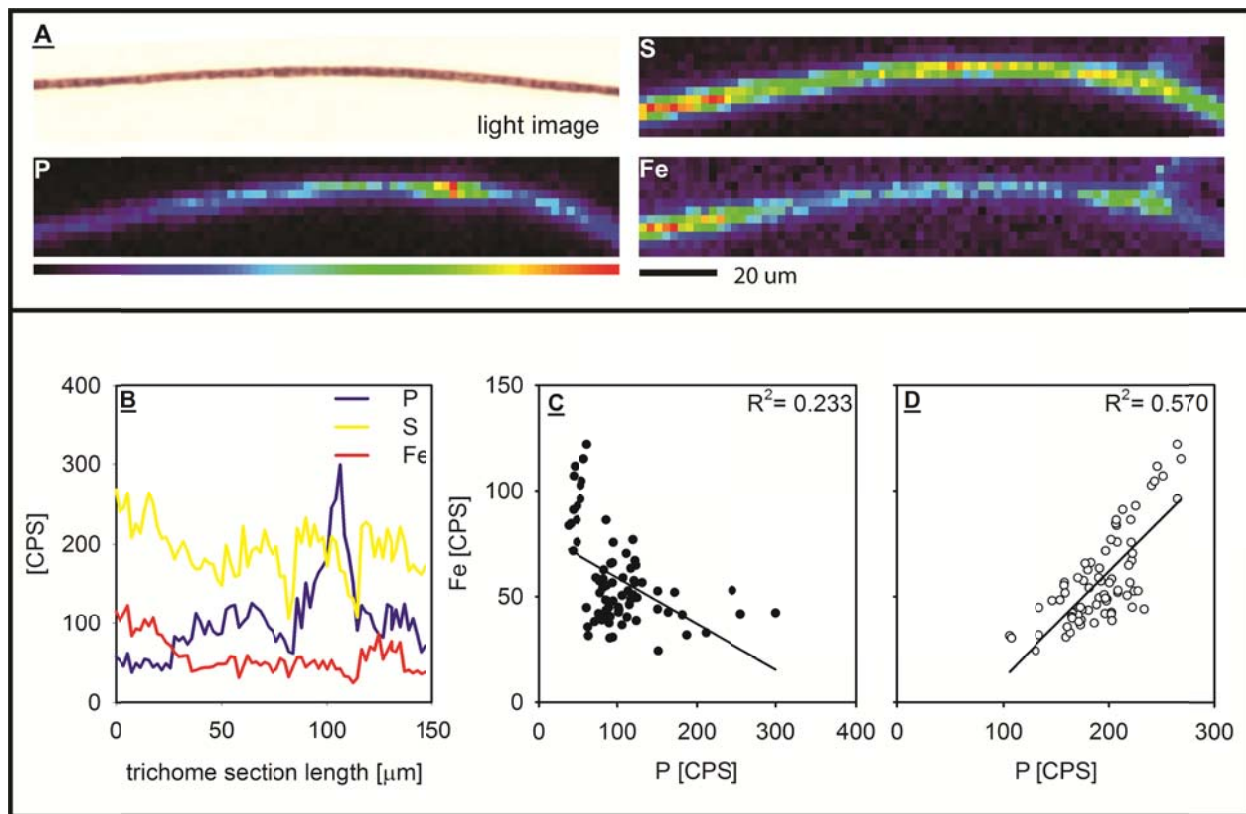 A
light image
S
P
Fe
20 um
B
P
S
Fe
400
300
200
100
0
[CPS]
0 50 100 150
trichome section length [μm]
C
R²= 0.233
150
100
50
0
Fe [CPS]
0 100 200 300 400
P [CPS]
D
R²= 0.570
0 100 200 300
P [CPS]